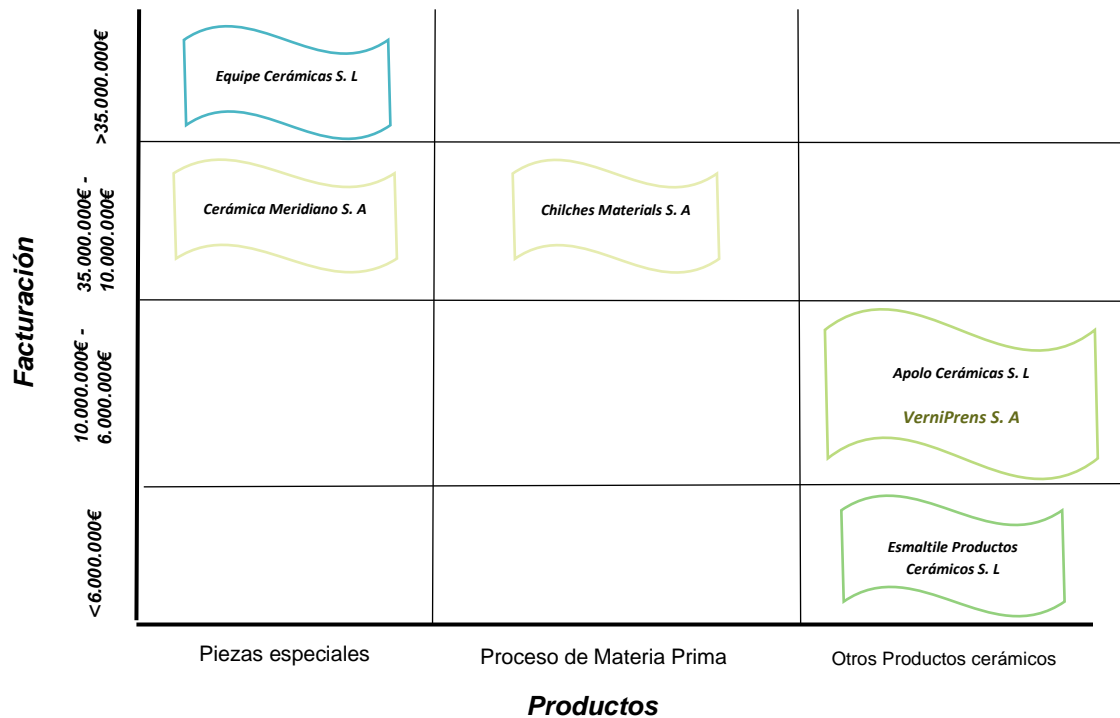 Facturación
>35.000.000€
35.000.000€ -
10.000.000€
10.000.000€ -
6.000.000€
<6.000.000€
Equipe Cerámicas S. L
Cerámica Meridiano S. A
Chilches Materials S. A
Apolo Cerámicas S. L
VerniPrens S. A
Esmaltile Productos
Cerámicos S. L
Piezas especiales
Proceso de Materia Prima
Otros Productos cerámicos
Productos